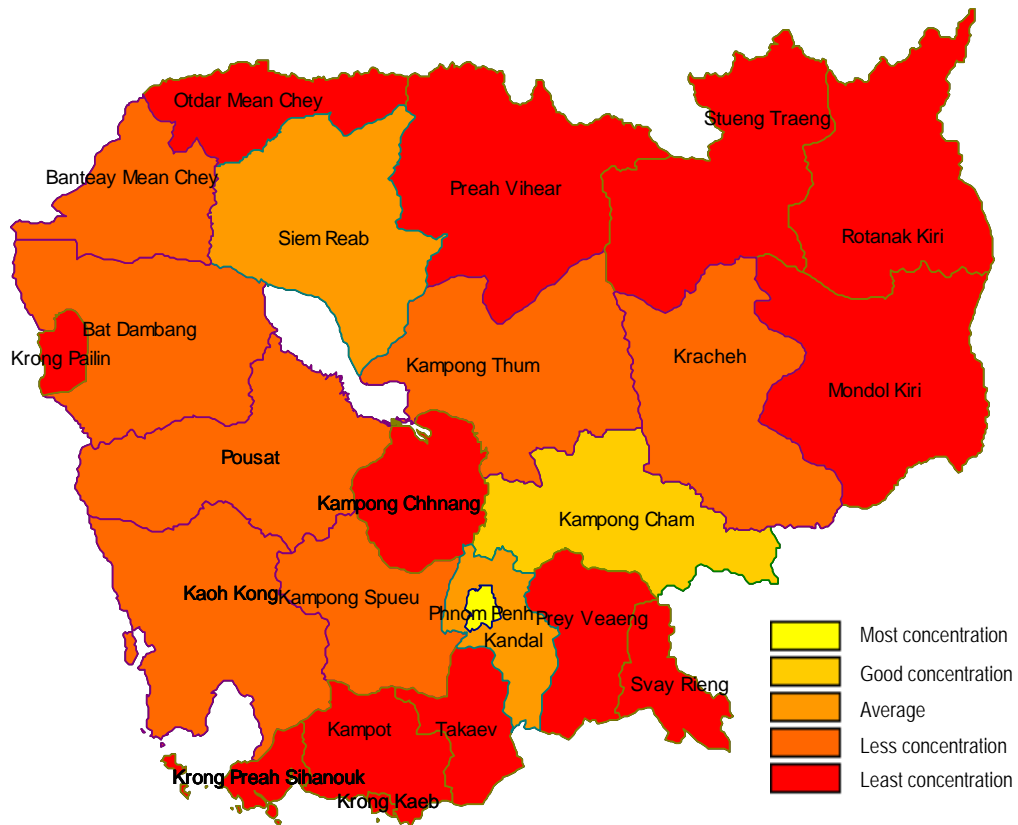 Otdar Mean Chey
Stueng Traeng
Banteay Mean Chey
Preah Vihear
Siem Reab
Rotanak Kiri
Bat Dambang
Krong Pailin
Kampong Thum
Kracheh
Mondol Kiri
Pousat
Kampong Chhnang
Kampong Cham
Kaoh Kong
Kampong Spueu
Phnom Penh
Prey Veaeng
Kandal
Svay Rieng
Kampot
Takaev
Krong Preah Sihanouk
Krong Kaeb
Most concentration
Good concentration
Average
Less concentration
Least concentration